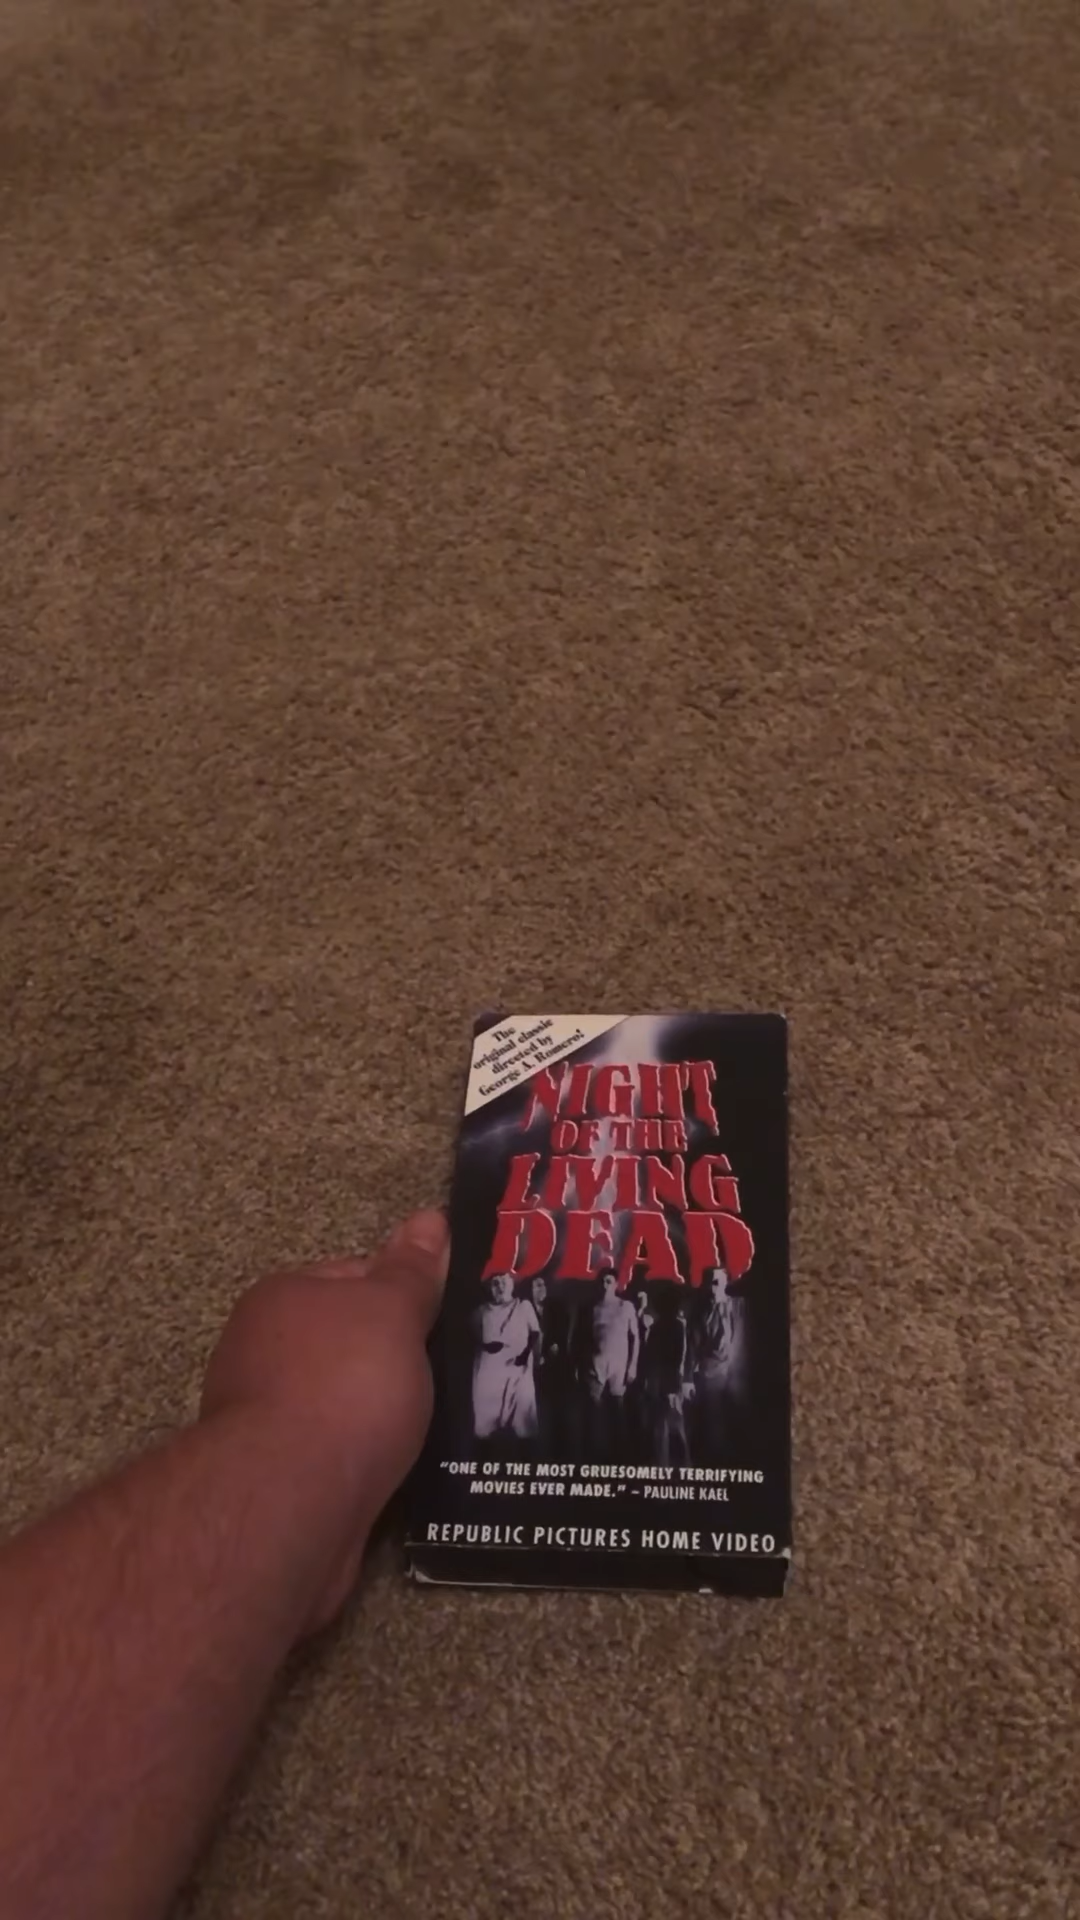 The
original classic
directed by
George A. Romero!
NIGHT
OF THE
LIVING
DEAD
"ONE OF THE MOST GRUESOMELY TERRIFYING
MOVIES EVER MADE." – PAULINE KAEL
REPUBLIC PICTURES HOME VIDEO